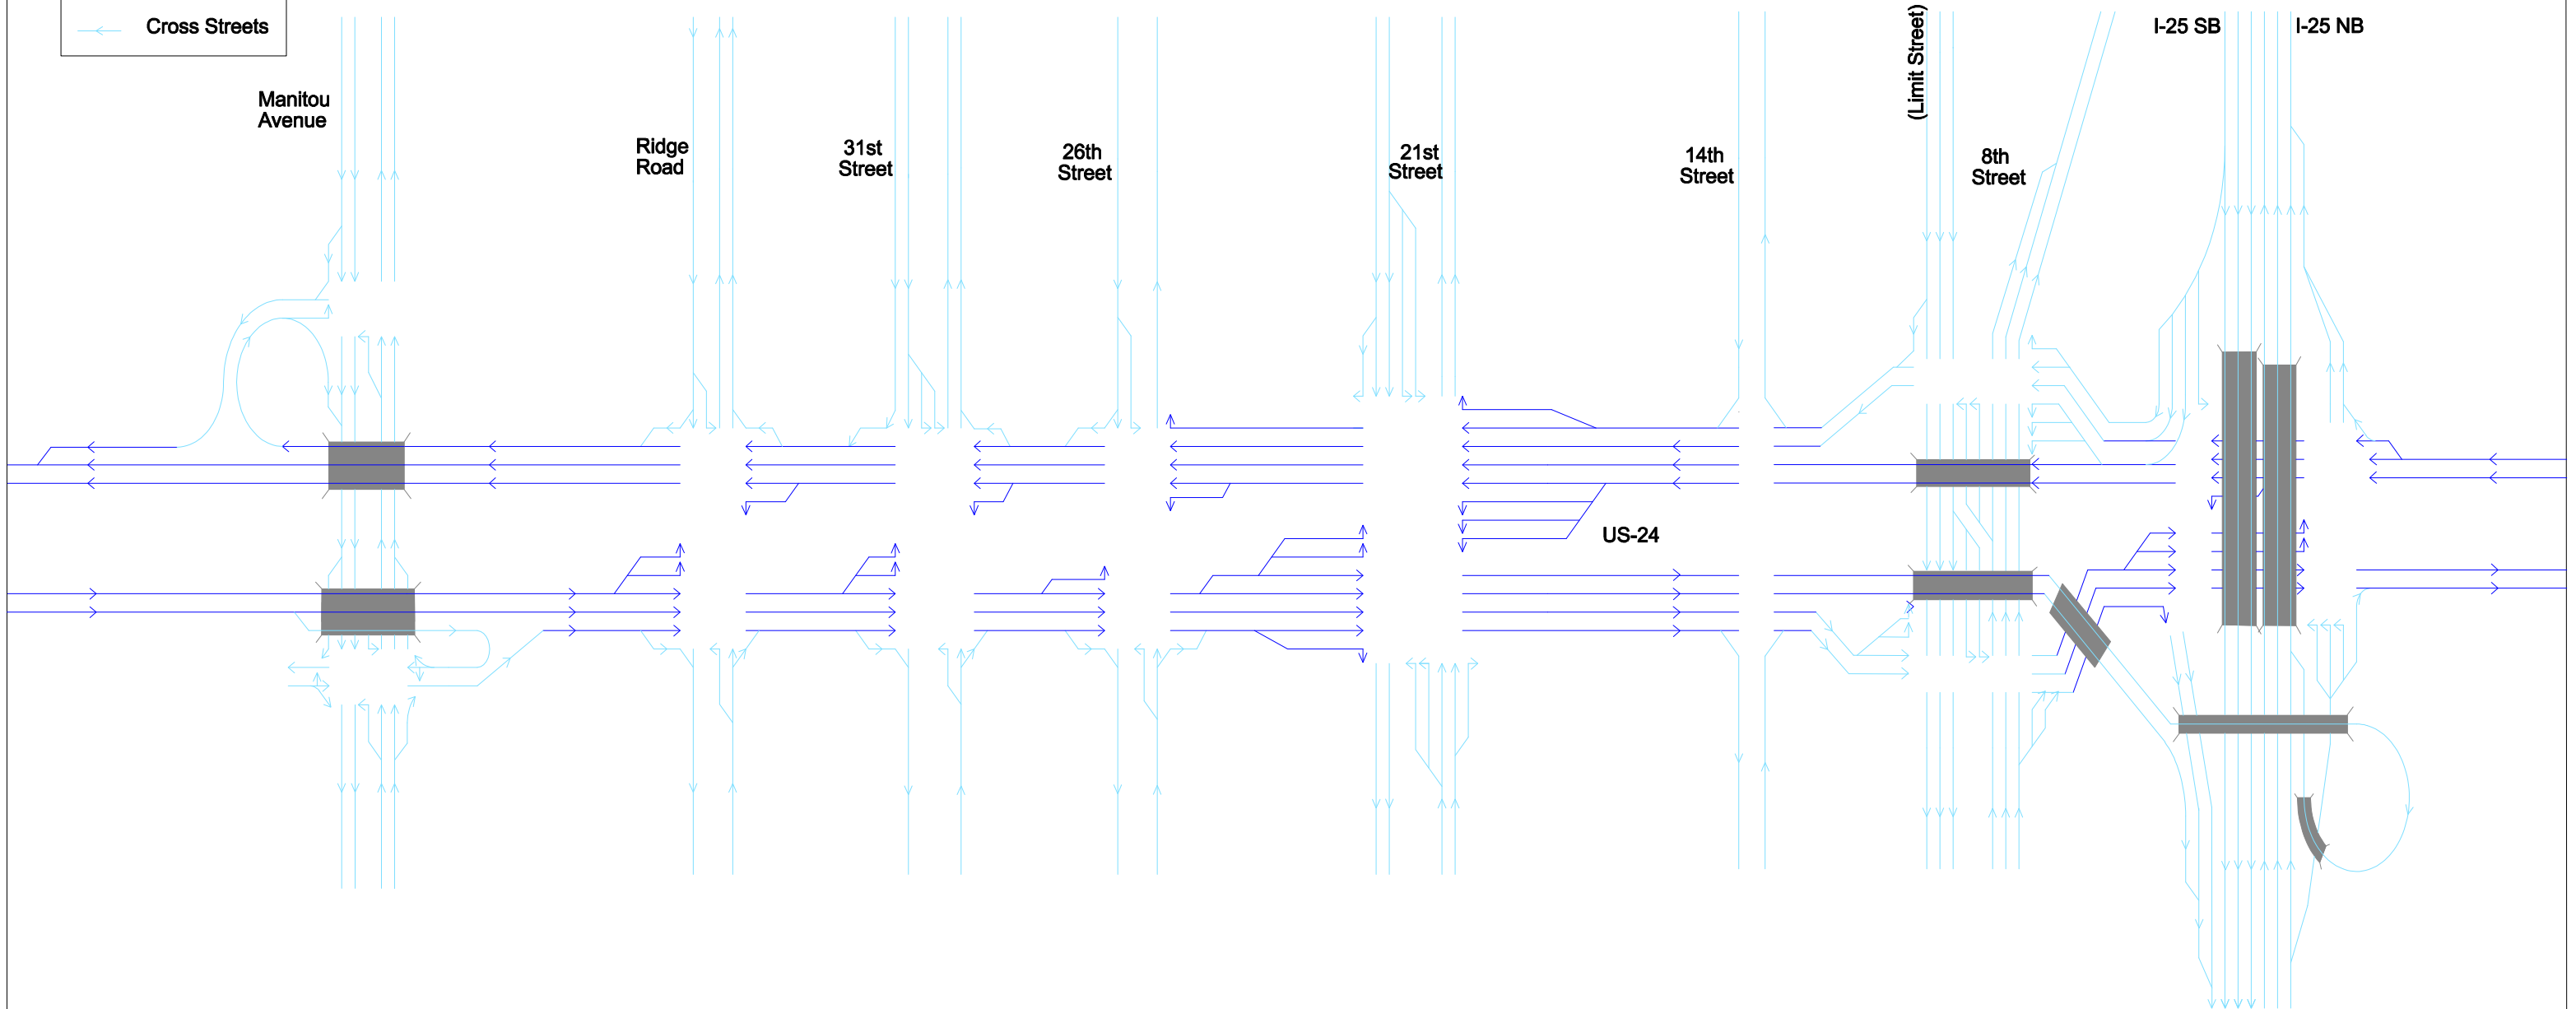 Cross Streets
Manitou
Avenue
Ridge
Road
31st
Street
26th
Street
21st
Street
14th
Street
(Limit Street)
8th
Street
I-25 SB
I-25 NB
US-24